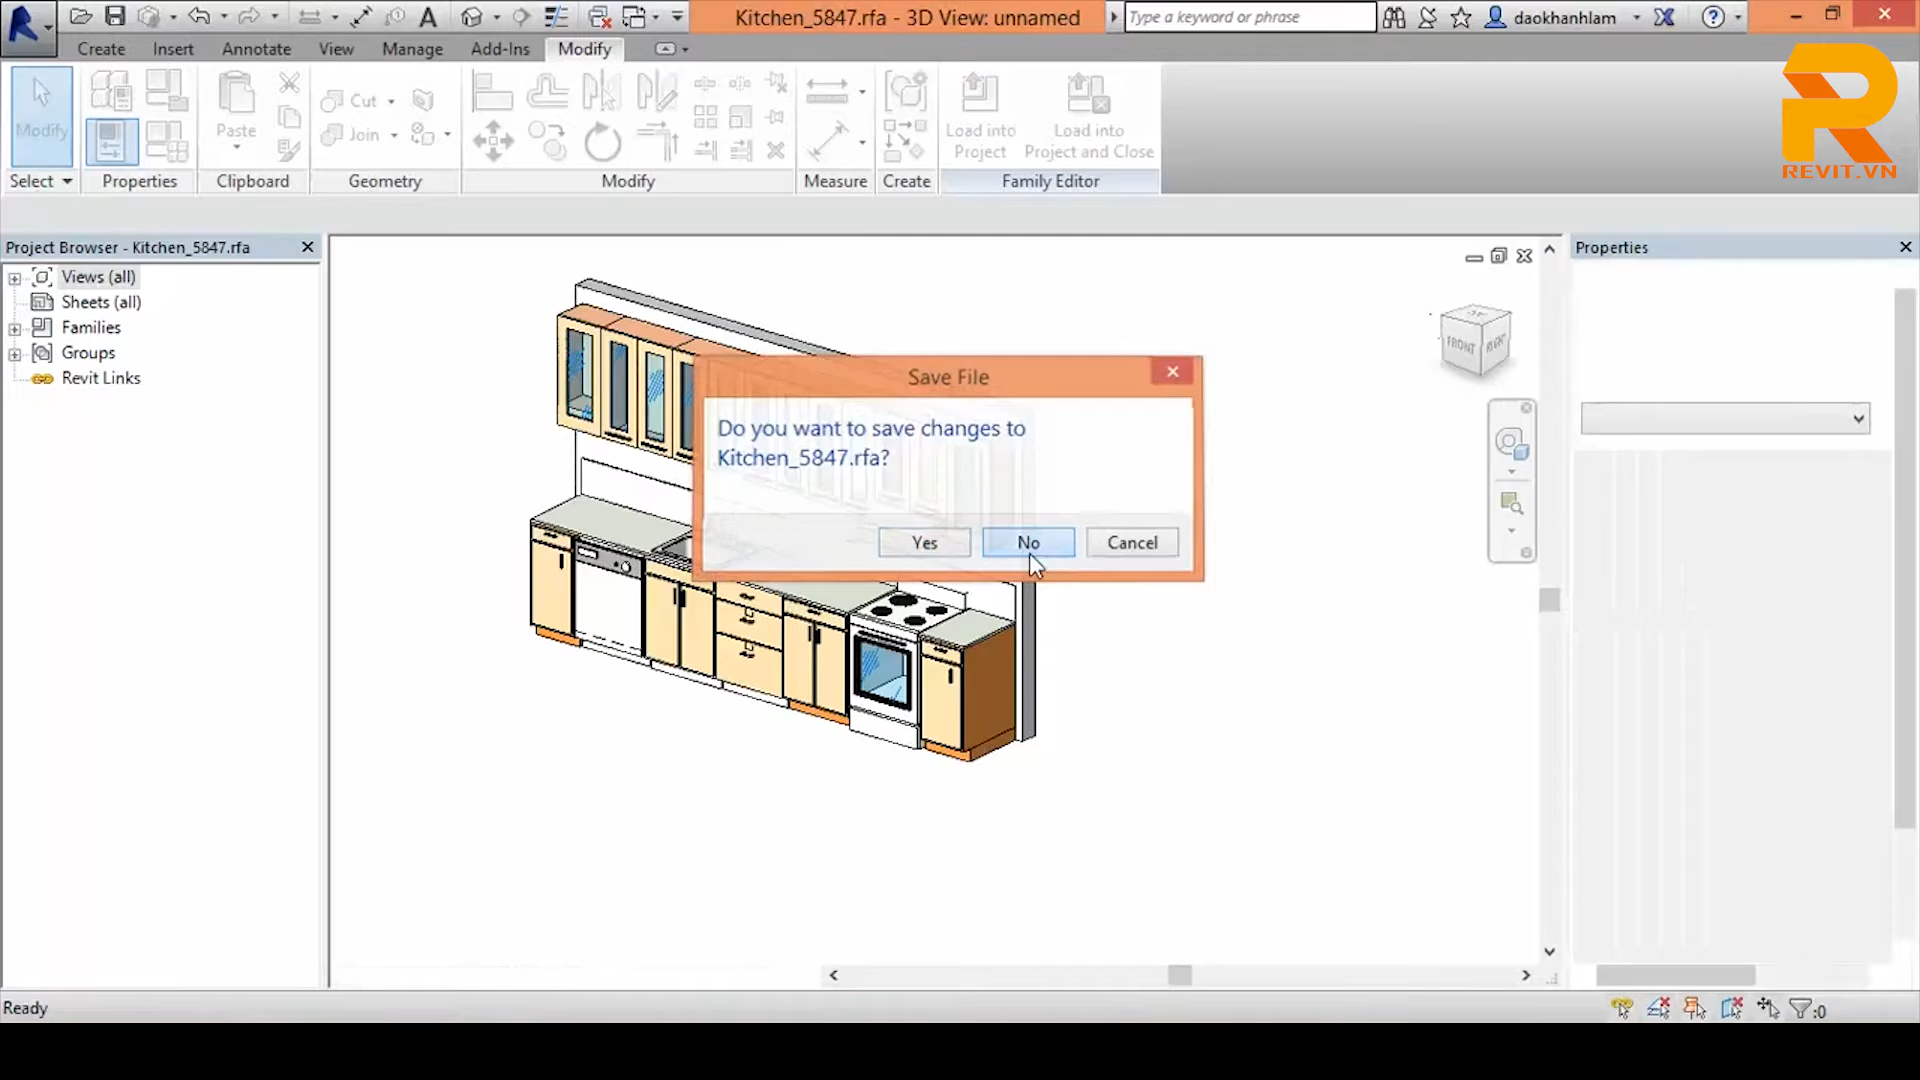 Kitchen_5847.rfa - 3D View: unnamed
Type a keyword or phrase
daokhanhlam
Create Insert Annotate View Manage Add-Ins Modify
Modify
Paste
Cut
Join
Load into Project
Load into Project and Close
Select Properties Clipboard Geometry Modify Measure Create Family Editor
REVIT.VN
Project Browser - Kitchen_5847.rfa
Views (all)
Sheets (all)
Families
Groups
Revit Links
FRONT
RIGHT
Properties
Save File
Do you want to save changes to
Kitchen_5847.rfa?
Yes No Cancel
Ready
:0